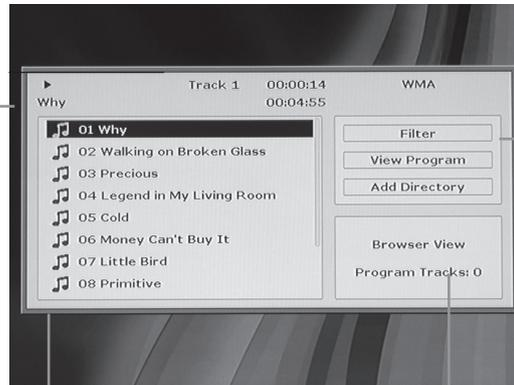 Track 1 00:00:14 WMA
Why 00:04:55
01 Why
02 Walking on Broken Glass
03 Precious
04 Legend in My Living Room
05 Cold
06 Money Can't Buy It
07 Little Bird
08 Primitive
Filter
View Program
Add Directory
Browser View
Program Tracks: 0